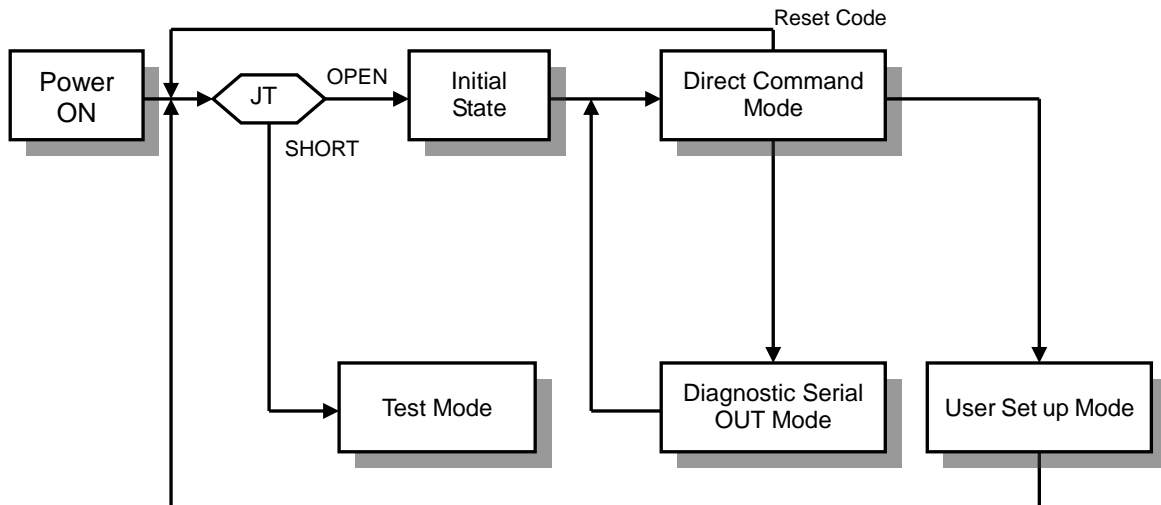 Reset Code
Power
ON
JT
OPEN
SHORT
Initial
State
Direct Command
Mode
Test Mode
Diagnostic Serial
OUT Mode
User Set up Mode